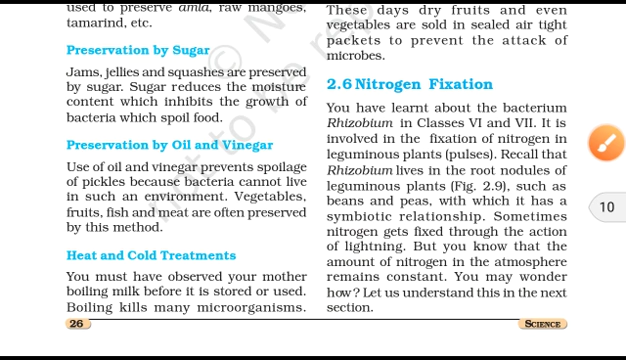 used to preserve amla, raw mangoes,
tamarind, etc.
Preservation by Sugar
Jams, jellies and squashes are preserved
by sugar. Sugar reduces the moisture
content which inhibits the growth of
bacteria which spoil food.
Preservation by Oil and Vinegar
Use of oil and vinegar prevents spoilage
of pickles because bacteria cannot live
in such an environment. Vegetables,
fruits, fish and meat are often preserved
by this method.
Heat and Cold Treatments
You must have observed your mother
boiling milk before it is stored or used.
Boiling kills many microorganisms.
These days dry fruits and even
vegetables are sold in sealed air tight
packets to prevent the attack of
microbes.
2.6 Nitrogen Fixation
You have learnt about the bacterium
Rhizobium in Classes VI and VII. It is
involved in the fixation of nitrogen in
leguminous plants (pulses). Recall that
Rhizobium lives in the root nodules of
leguminous plants (Fig. 2.9), such as
beans and peas, with which it has a
symbiotic relationship. Sometimes
nitrogen gets fixed through the action
of lightning. But you know that the
amount of nitrogen in the atmosphere
remains constant. You may wonder
how? Let us understand this in the next
section.
10
26
SCIENCE
© N
not to be rep